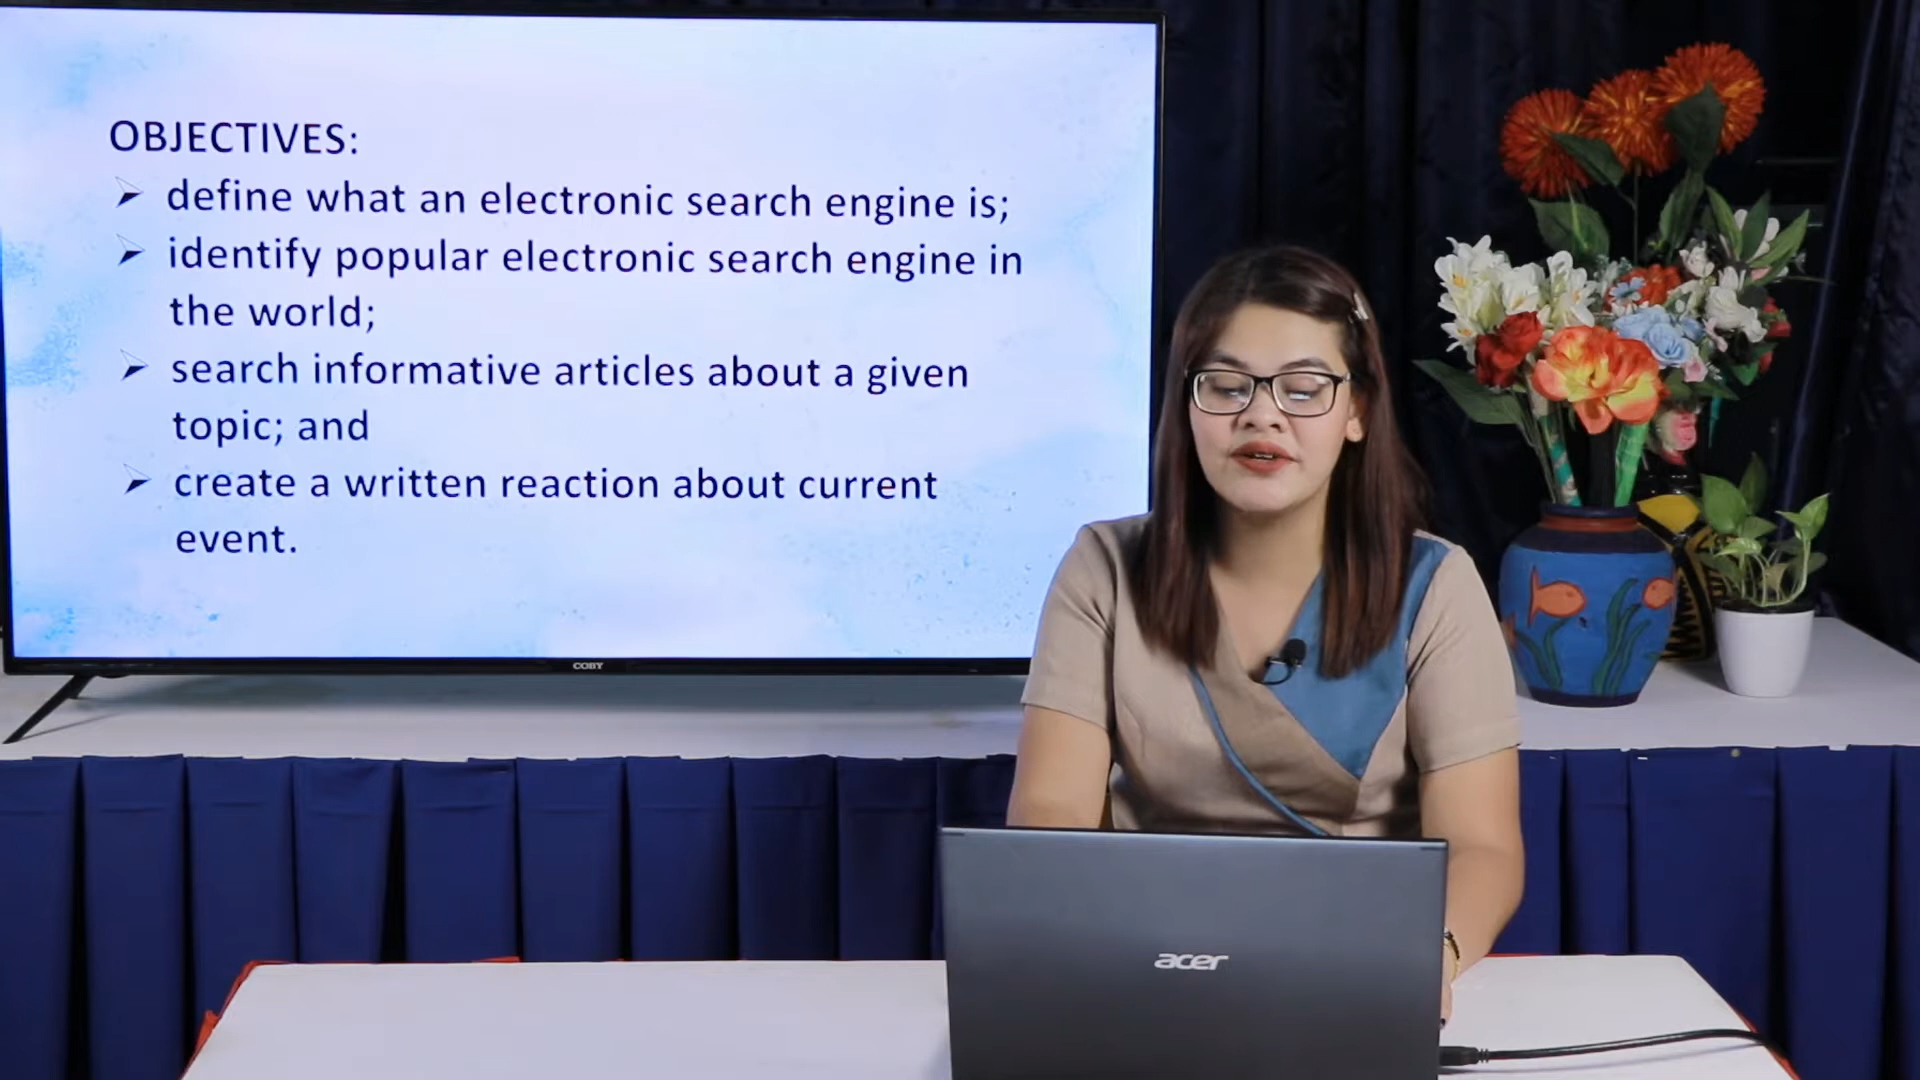 OBJECTIVES:
➢ define what an electronic search engine is;
➢ identify popular electronic search engine in
the world;
➢ search informative articles about a given
topic; and
➢ create a written reaction about current
event.
COBY
acer